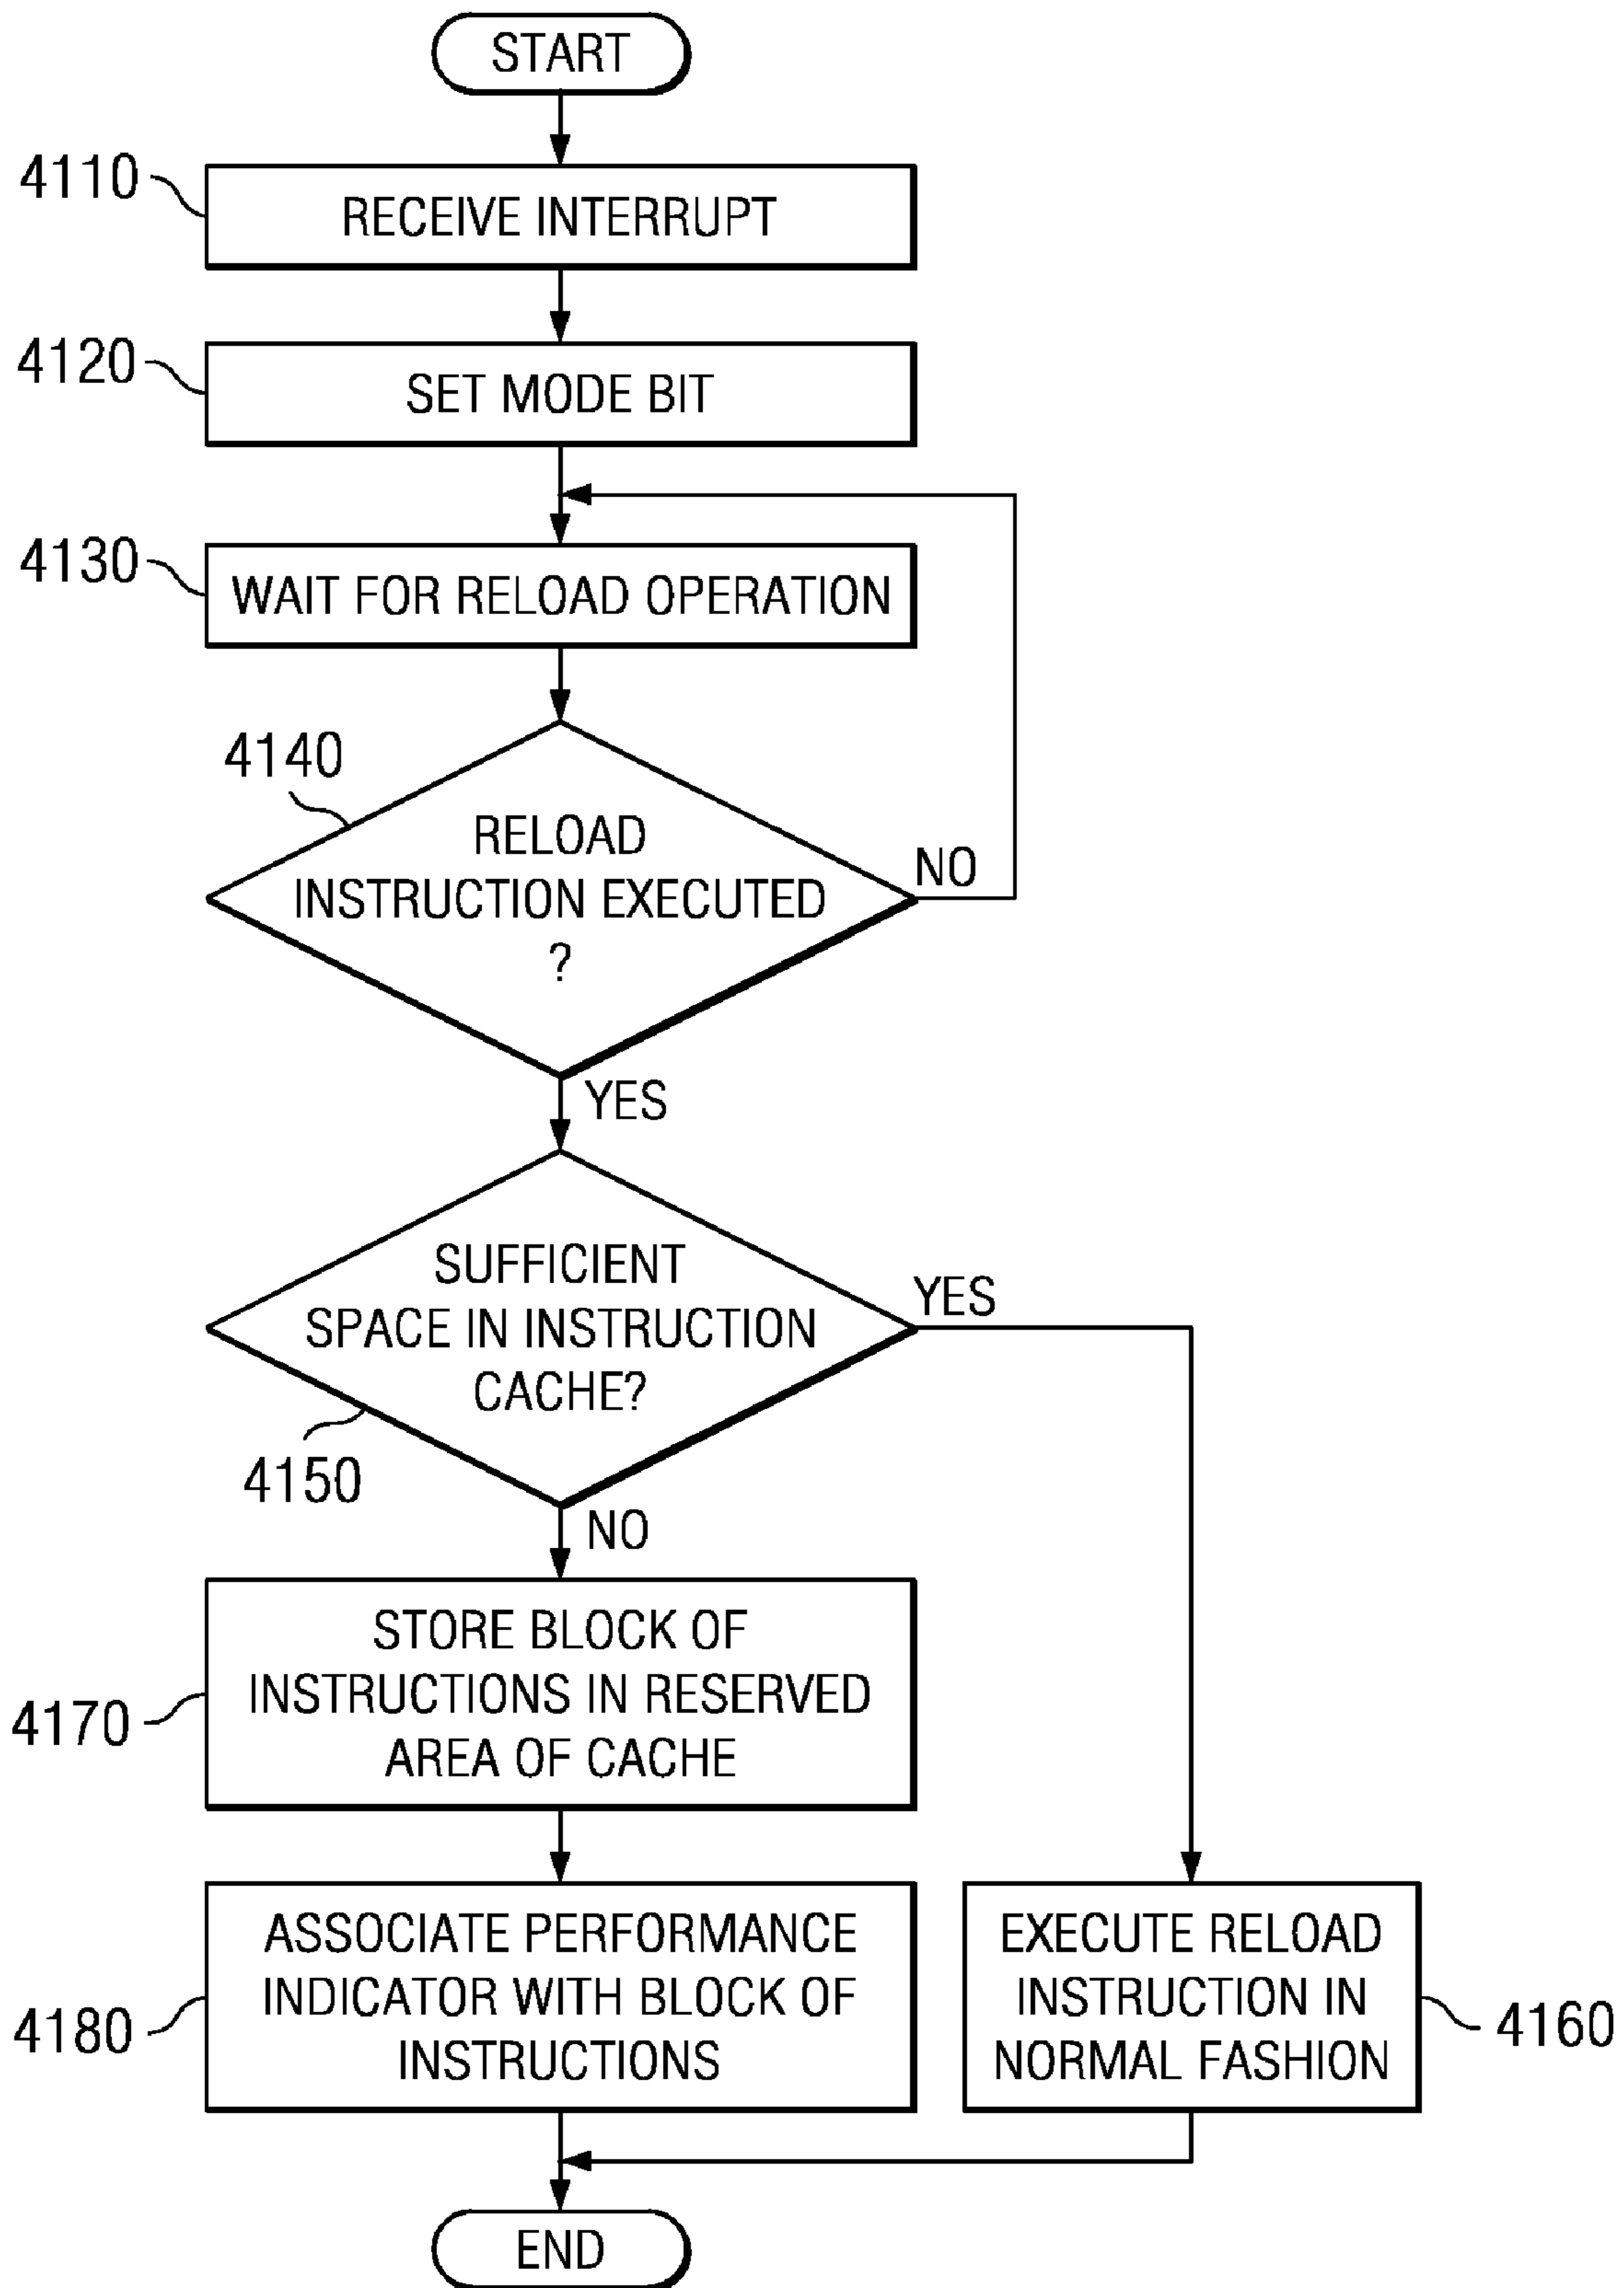 START
4110
RECEIVE INTERRUPT
4120
SET MODE BIT
4130
WAIT FOR RELOAD OPERATION
4140
RELOAD
INSTRUCTION EXECUTED
?
NO
YES
SUFFICIENT
SPACE IN INSTRUCTION
CACHE?
YES
4150
NO
STORE BLOCK OF
INSTRUCTIONS IN RESERVED
AREA OF CACHE
4170
ASSOCIATE PERFORMANCE
INDICATOR WITH BLOCK OF
INSTRUCTIONS
4180
EXECUTE RELOAD
INSTRUCTION IN
NORMAL FASHION
4160
END